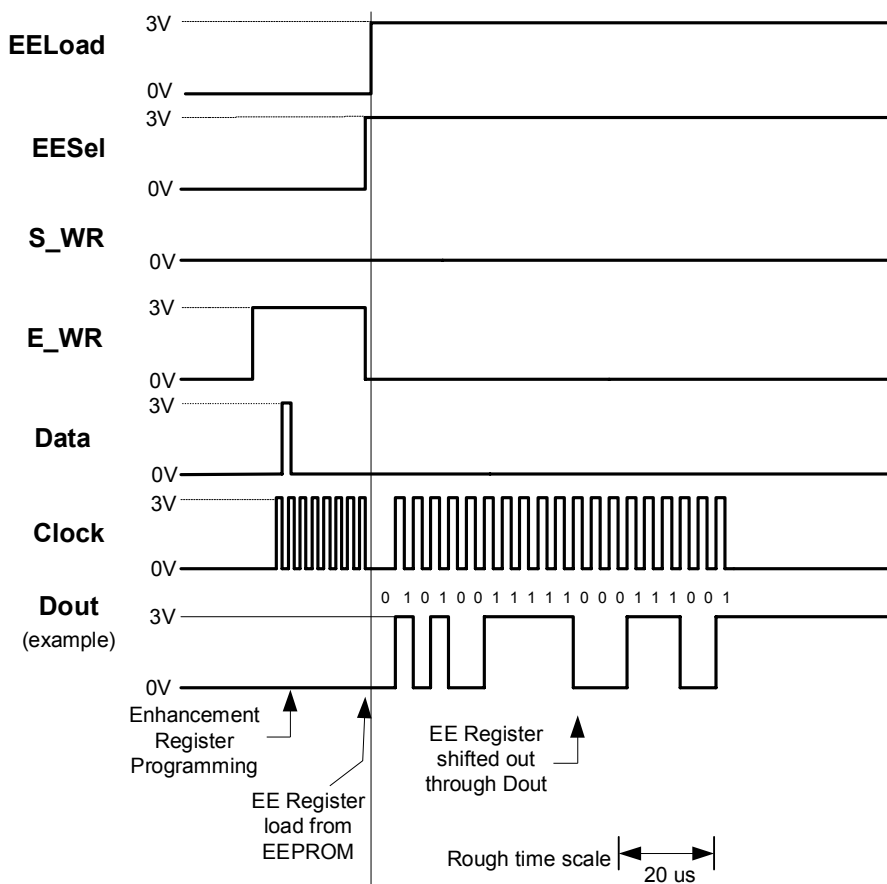 EELoad
3V
0V
EESel
3V
0V
S_WR
0V
E_WR
3V
0V
Data
3V
0V
Clock
3V
0V
Dout
(example)
3V
0V
0 1 0 1 0 0 1 1 1 1 1 0 0 0 1 1 1 0 0 1
Enhancement
Register
Programming
EE Register
load from
EEPROM
EE Register
shifted out
through Dout
Rough time scale
20 us